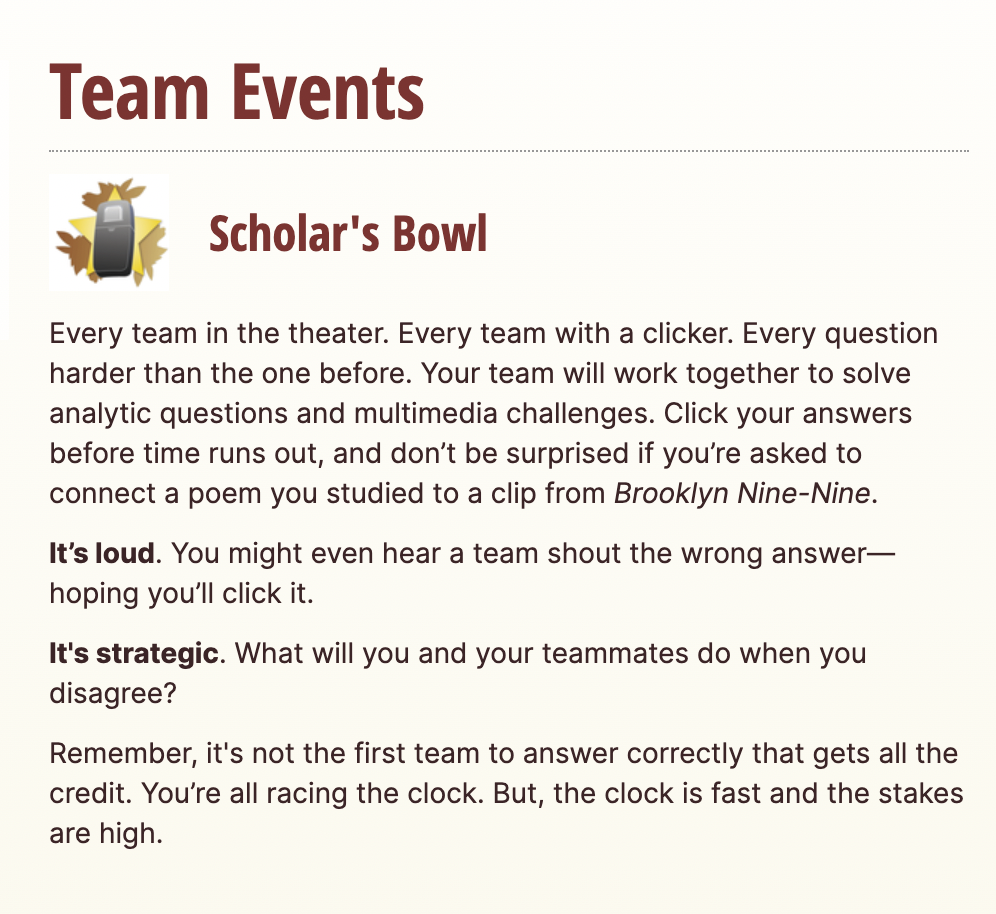 Team Events
Scholar's Bowl
Every team in the theater. Every team with a clicker. Every question
harder than the one before. Your team will work together to solve
analytic questions and multimedia challenges. Click your answers
before time runs out, and don’t be surprised if you’re asked to
connect a poem you studied to a clip from Brooklyn Nine-Nine.
It’s loud. You might even hear a team shout the wrong answer—
hoping you’ll click it.
It's strategic. What will you and your teammates do when you
disagree?
Remember, it's not the first team to answer correctly that gets all the
credit. You’re all racing the clock. But, the clock is fast and the stakes
are high.